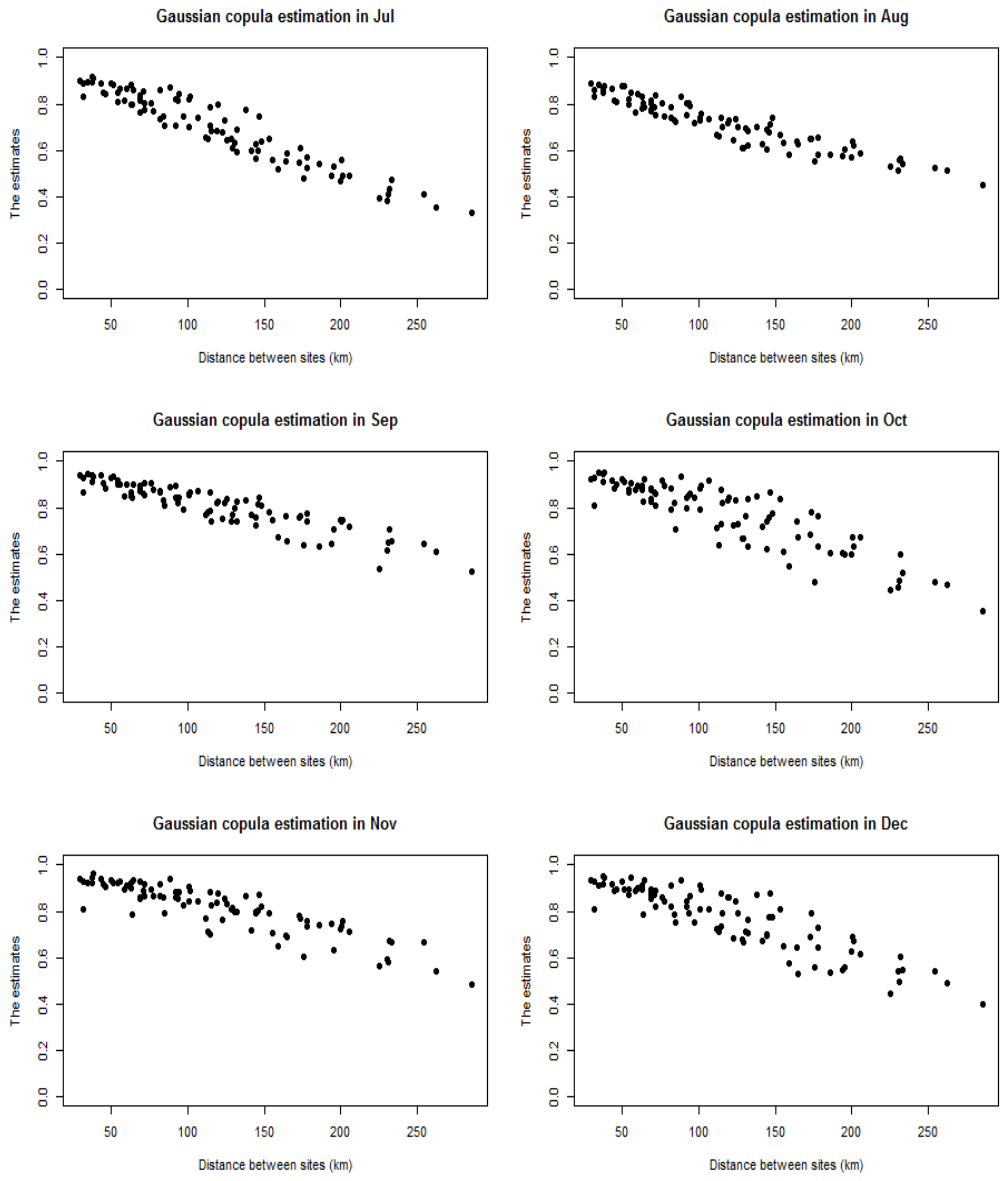 Gaussian copula estimation in Jul
The estimates
0.0 0.2 0.4 0.6 0.8 1.0
50 100 150 200 250
Distance between sites (km)
Gaussian copula estimation in Aug
The estimates
0.0 0.2 0.4 0.6 0.8 1.0
50 100 150 200 250
Distance between sites (km)
Gaussian copula estimation in Sep
The estimates
0.0 0.2 0.4 0.6 0.8 1.0
50 100 150 200 250
Distance between sites (km)
Gaussian copula estimation in Oct
The estimates
0.0 0.2 0.4 0.6 0.8 1.0
50 100 150 200 250
Distance between sites (km)
Gaussian copula estimation in Nov
The estimates
0.0 0.2 0.4 0.6 0.8 1.0
50 100 150 200 250
Distance between sites (km)
Gaussian copula estimation in Dec
The estimates
0.0 0.2 0.4 0.6 0.8 1.0
50 100 150 200 250
Distance between sites (km)